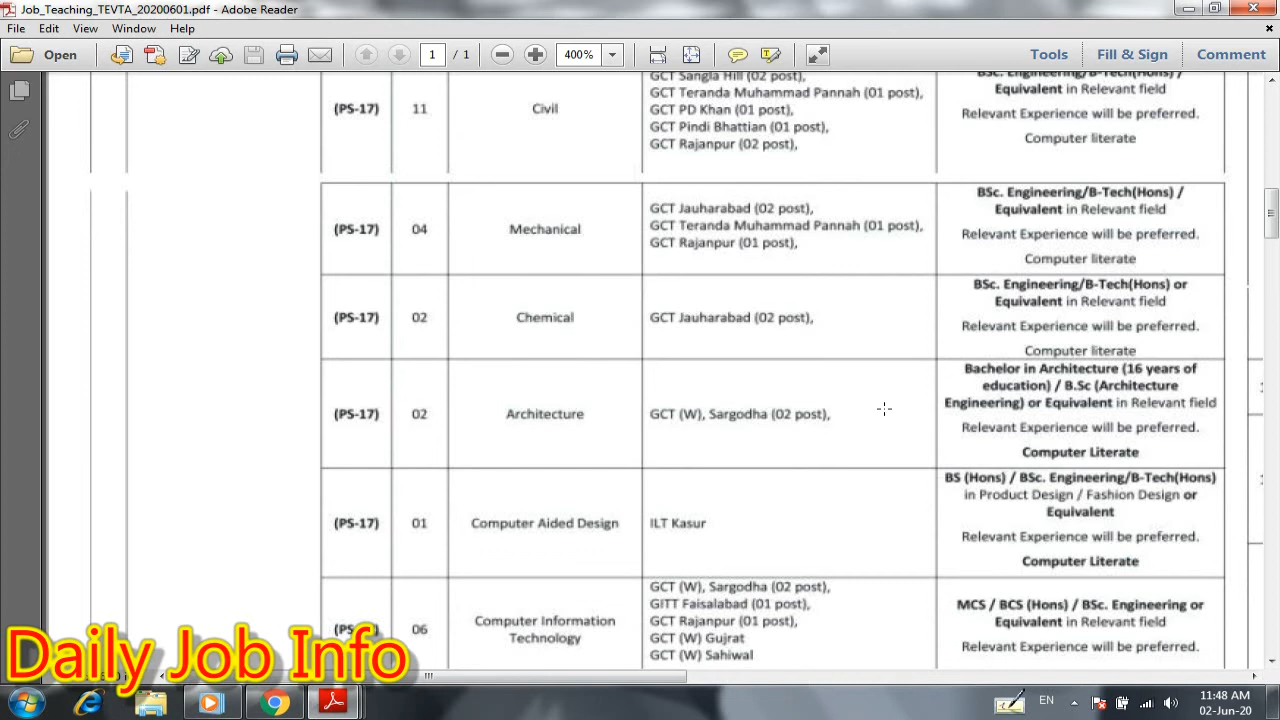 Job_Teaching_TEVTA_20200601.pdf - Adobe Reader
File Edit View Window Help
Open
1 / 1
400%
Tools Fill & Sign Comment
GCT Sangla Hill (02 post),
GCT Teranda Muhammad Pannah (01 post),
(PS-17) 11 Civil GCT PD Khan (01 post),
GCT Pindi Bhattian (01 post),
GCT Rajanpur (02 post),
BSc. Engineering/B-Tech(Hons) /
Equivalent in Relevant field
Relevant Experience will be preferred.
Computer literate
(PS-17) 04 Mechanical
GCT Jauharabad (02 post),
GCT Teranda Muhammad Pannah (01 post),
GCT Rajanpur (01 post),
BSc. Engineering/B-Tech(Hons) /
Equivalent in Relevant field
Relevant Experience will be preferred.
Computer literate
(PS-17) 02 Chemical GCT Jauharabad (02 post),
BSc. Engineering/B-Tech(Hons) or
Equivalent in Relevant field
Relevant Experience will be preferred.
Computer literate
(PS-17) 02 Architecture GCT (W), Sargodha (02 post),
Bachelor in Architecture (16 years of
education) / B.Sc (Architecture
Engineering) or Equivalent in Relevant field
Relevant Experience will be preferred.
Computer Literate
(PS-17) 01 Computer Aided Design ILT Kasur
BS (Hons) / BSc. Engineering/B-Tech(Hons)
in Product Design / Fashion Design or
Equivalent
Relevant Experience will be preferred.
Computer Literate
06 Computer Information
Technology
GCT (W), Sargodha (02 post),
GITT Faisalabad (01 post),
GCT Rajanpur (01 post),
GCT (W) Gujrat
GCT (W) Sahiwal
MCS / BCS (Hons) / BSc. Engineering or
Equivalent in Relevant field
Relevant Experience will be preferred.
Daily Job Info
EN
11:48 AM
02-Jun-20